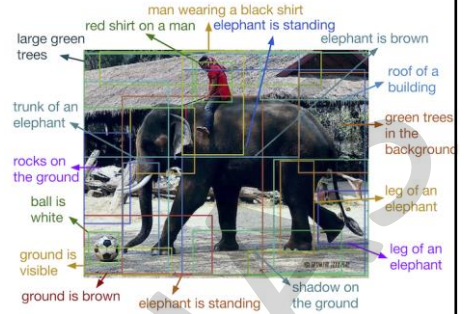 man wearing a black shirt
red shirt on a man
elephant is standing
large green
trees
elephant is brown
roof of a
building
trunk of an
elephant
green trees
in the
background
rocks on
the ground
leg of an
elephant
ball is
white
ground is
visible
leg of an
elephant
ground is brown
elephant is standing
shadow on
the ground